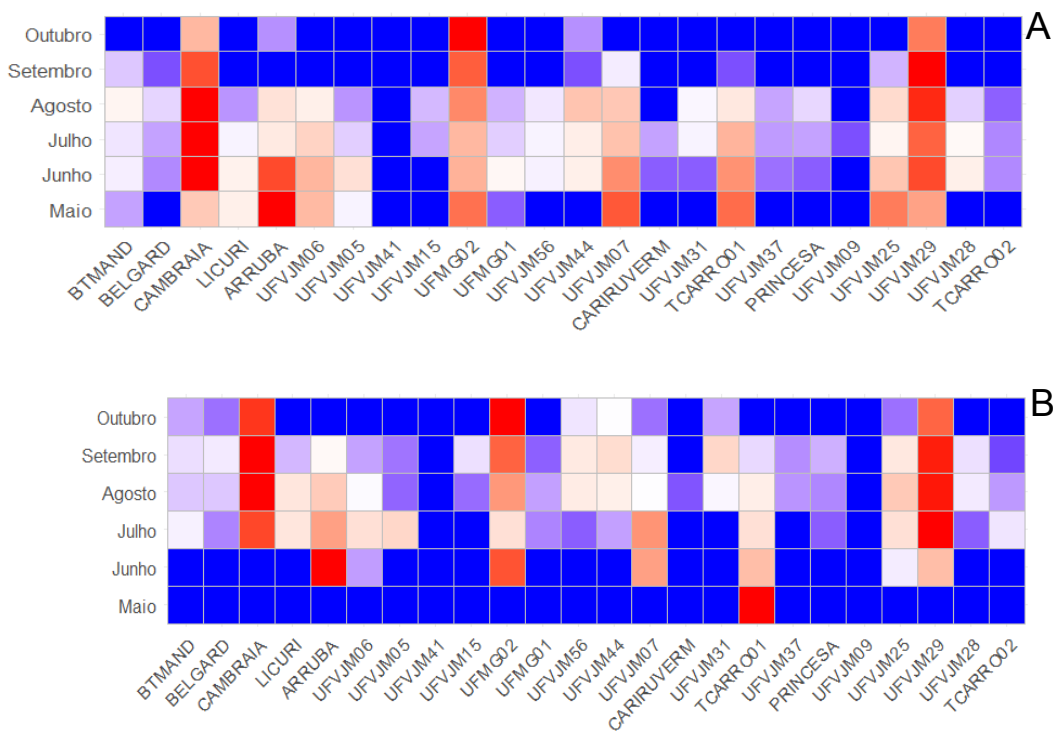 A
Outubro
Setembro
Agosto
Julho
Junho
Maio
BTMAND
BELGARD
CAMBRAIA
LICURI
ARRUBA
UFVJM06
UFVJM05
UFVJM41
UFVJM15
UFMG02
UFMG01
UFVJM56
UFVJM44
UFVJM07
CARIRUVERM
UFVJM31
TCARRO01
UFVJM37
PRINCESA
UFVJM09
UFVJM25
UFVJM29
UFVJM28
TCARRO02
B
Outubro
Setembro
Agosto
Julho
Junho
Maio
BTMAND
BELGARD
CAMBRAIA
LICURI
ARRUBA
UFVJM06
UFVJM05
UFVJM41
UFVJM15
UFMG02
UFMG01
UFVJM56
UFVJM44
UFVJM07
CARIRUVERM
UFVJM31
TCARRO01
UFVJM37
PRINCESA
UFVJM09
UFVJM25
UFVJM29
UFVJM28
TCARRO02